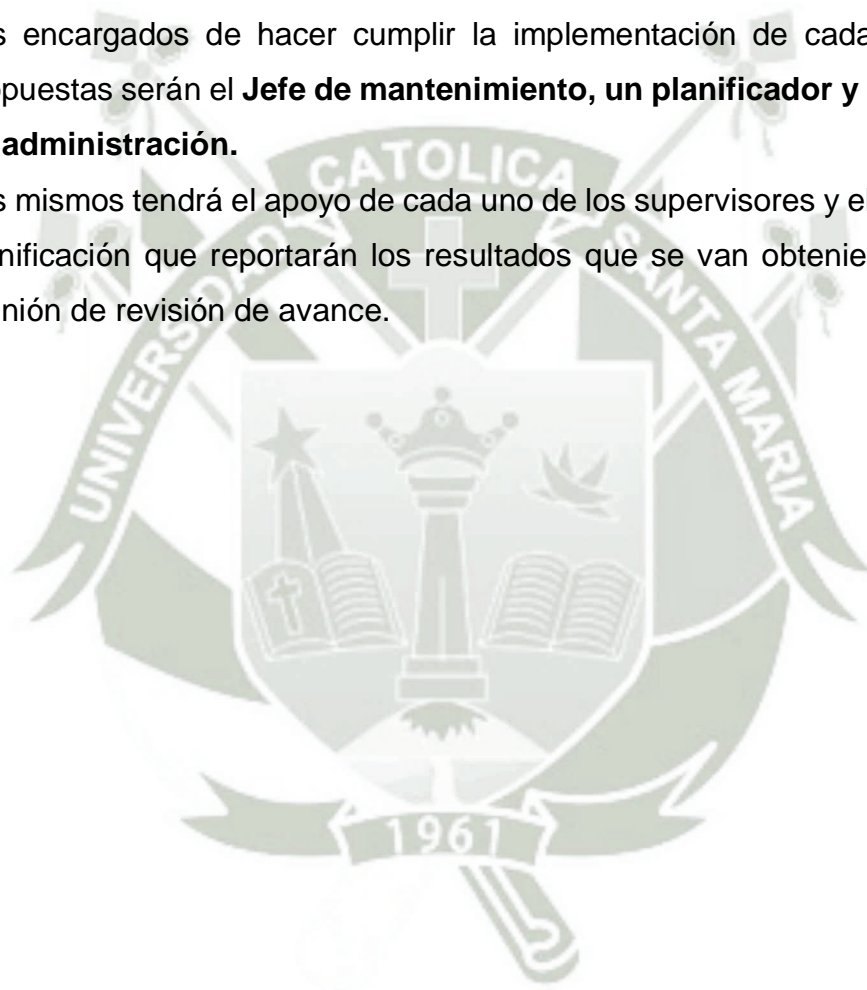 s encargados de hacer cumplir la implementación de cada
puestas serán el Jefe de mantenimiento, un planificador y
administración.
s mismos tendrá el apoyo de cada uno de los supervisores y e
nificación que reportarán los resultados que se van obtenie
nión de revisión de avance.
UNIVERSIDAD CATOLICA SANTA MARIA
1961